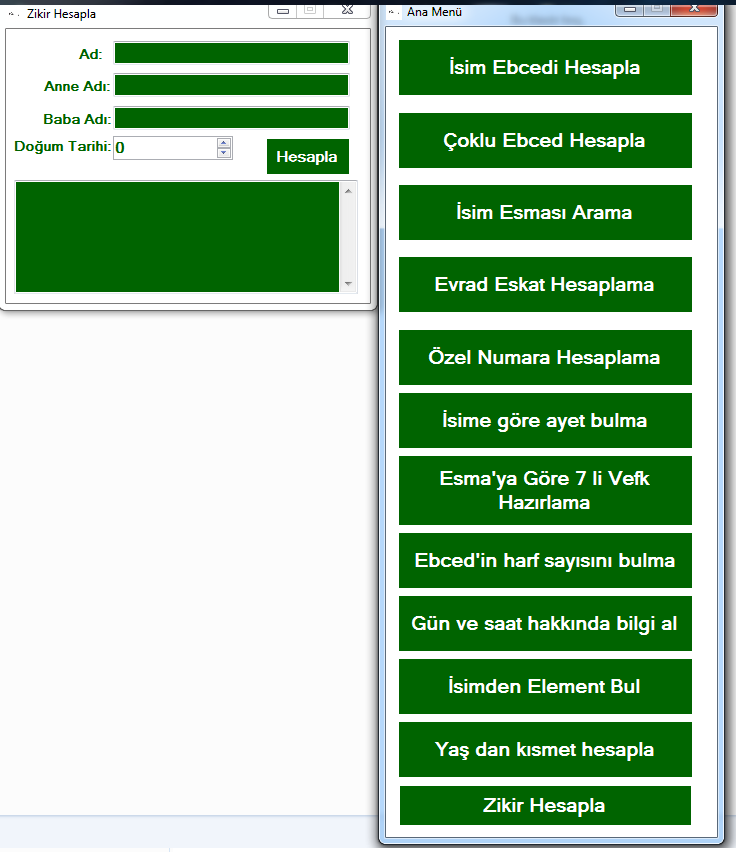 Zikir Hesapla
Ad:
Anne Adı:
Baba Adı:
Doğum Tarihi:
0
Hesapla
Ana Menü
İsim Ebcedi Hesapla
Çoklu Ebced Hesapla
İsim Esması Arama
Evrad Eskat Hesaplama
Özel Numara Hesaplama
İsime göre ayet bulma
Esma'ya Göre 7 li Vefk
Hazırlama
Ebced'in harf sayısını bulma
Gün ve saat hakkında bilgi al
İsimden Element Bul
Yaş dan kısmet hesapla
Zikir Hesapla